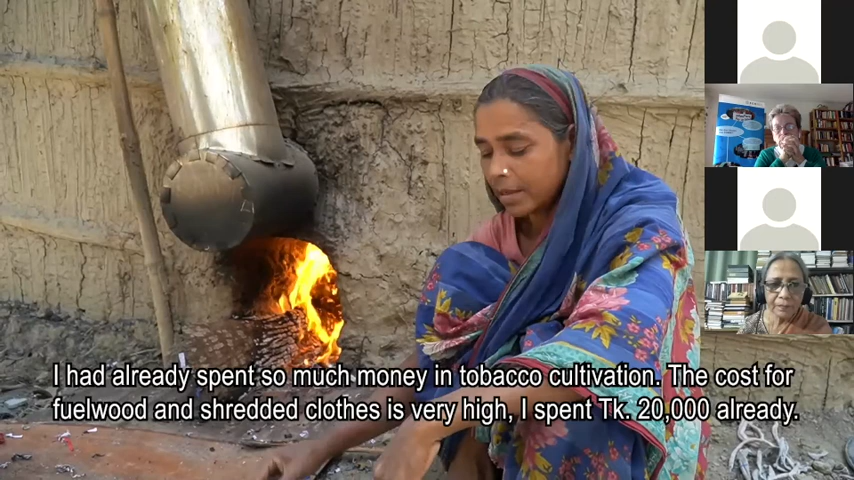 I had already spent so much money in tobacco cultivation. The cost for
fuelwood and shredded clothes is very high, I spent Tk. 20,000 already.